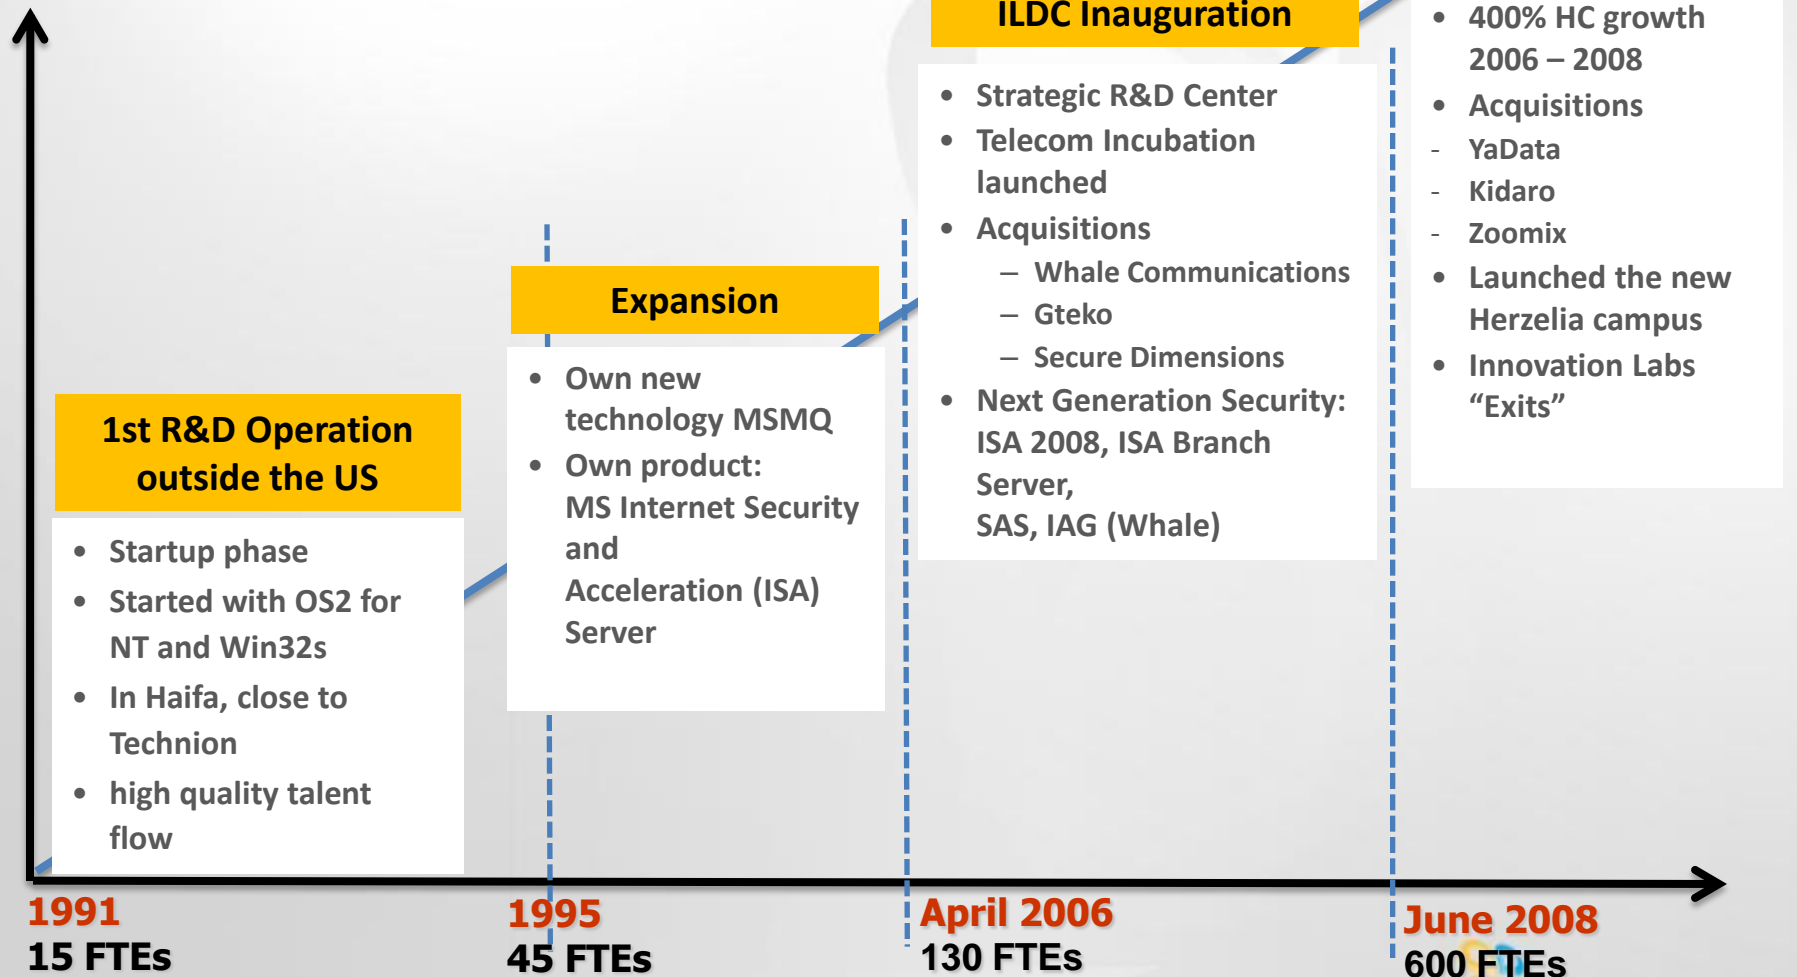 1st R&D Operation
outside the US
• Startup phase
• Started with OS2 for
NT and Win32s
• In Haifa, close to
Technion
• high quality talent
flow
Expansion
• Own new
technology MSMQ
• Own product:
MS Internet Security
and
Acceleration (ISA)
Server
ILDC Inauguration
• Strategic R&D Center
• Telecom Incubation
launched
• Acquisitions
– Whale Communications
– Gteko
– Secure Dimensions
• Next Generation Security:
ISA 2008, ISA Branch
Server,
SAS, IAG (Whale)
• 400% HC growth
2006 – 2008
• Acquisitions
- YaData
- Kidaro
- Zoomix
• Launched the new
Herzelia campus
• Innovation Labs
“Exits”
1991
15 FTEs
1995
45 FTEs
April 2006
130 FTEs
June 2008
600 FTEs